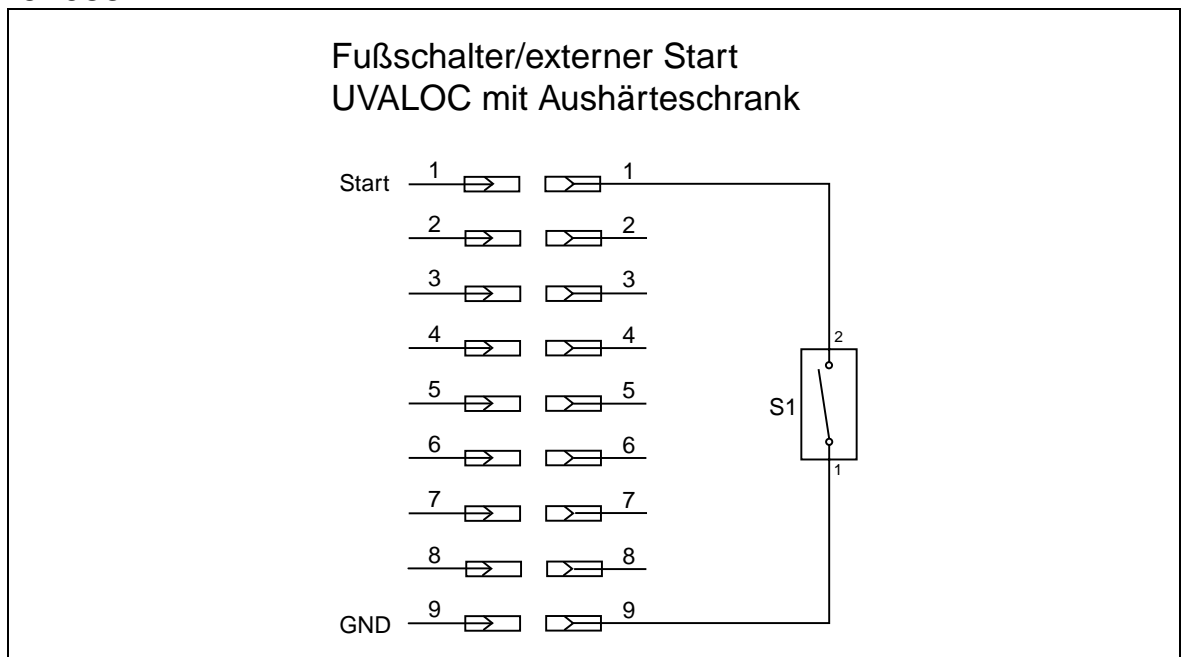 Fußschalter/externer Start
UVALOC mit Aushärteschrank
Start 1 1
2 2
3 3
4 4
5 5
6 6
7 7
8 8
GND 9 9
2
S1
1